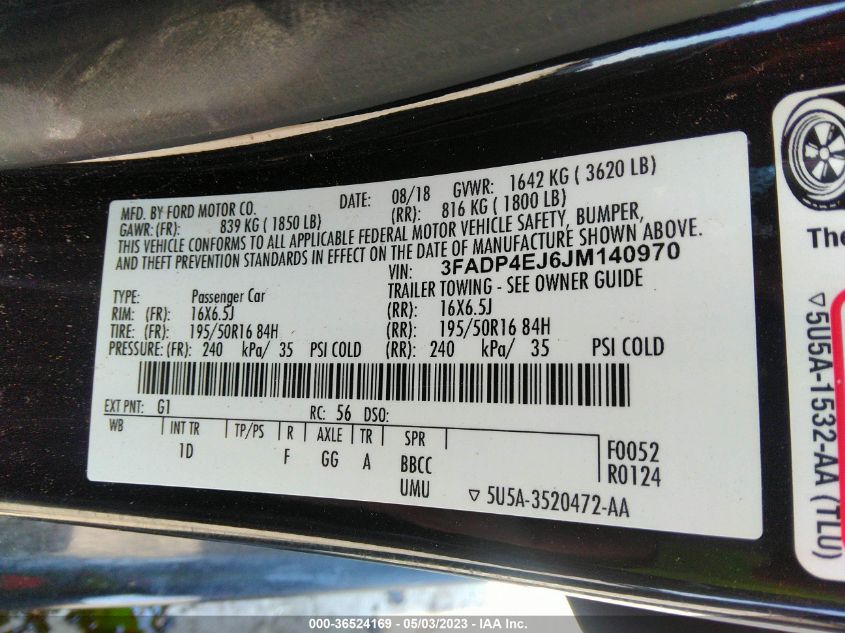 MFD. BY FORD MOTOR CO.
DATE: 08/18 GVWR: 1642 KG ( 3620 LB)
GAWR: (FR): 839 KG ( 1850 LB) (RR): 816 KG ( 1800 LB)
THIS VEHICLE CONFORMS TO ALL APPLICABLE FEDERAL MOTOR VEHICLE SAFETY, BUMPER,
AND THEFT PREVENTION STANDARDS IN EFFECT ON THE DATE OF MANUFACTURE SHOWN ABOVE.
VIN: 3FADP4EJ6JM140970
TYPE: Passenger Car TRAILER TOWING - SEE OWNER GUIDE
RIM: (FR): 16X6.5J (RR): 16X6.5J
TIRE: (FR) 195/50R16 84H (RR): 195/50R16 84H
PRESSURE: (FR): 240 kPa/ 35 PSI COLD (RR): 240 kPa/ 35 PSI COLD
EXT PNT: G1 RC: 56 DSO:
WB INT TR TP/PS R AXLE TR SPR
1D F GG A BBCC
UMU
F0052
R0124
▽ 5U5A-3520472-AA
The
▽5U5A-1532-AA (TLU)
000-36524169 - 05/03/2023 - IAA Inc.